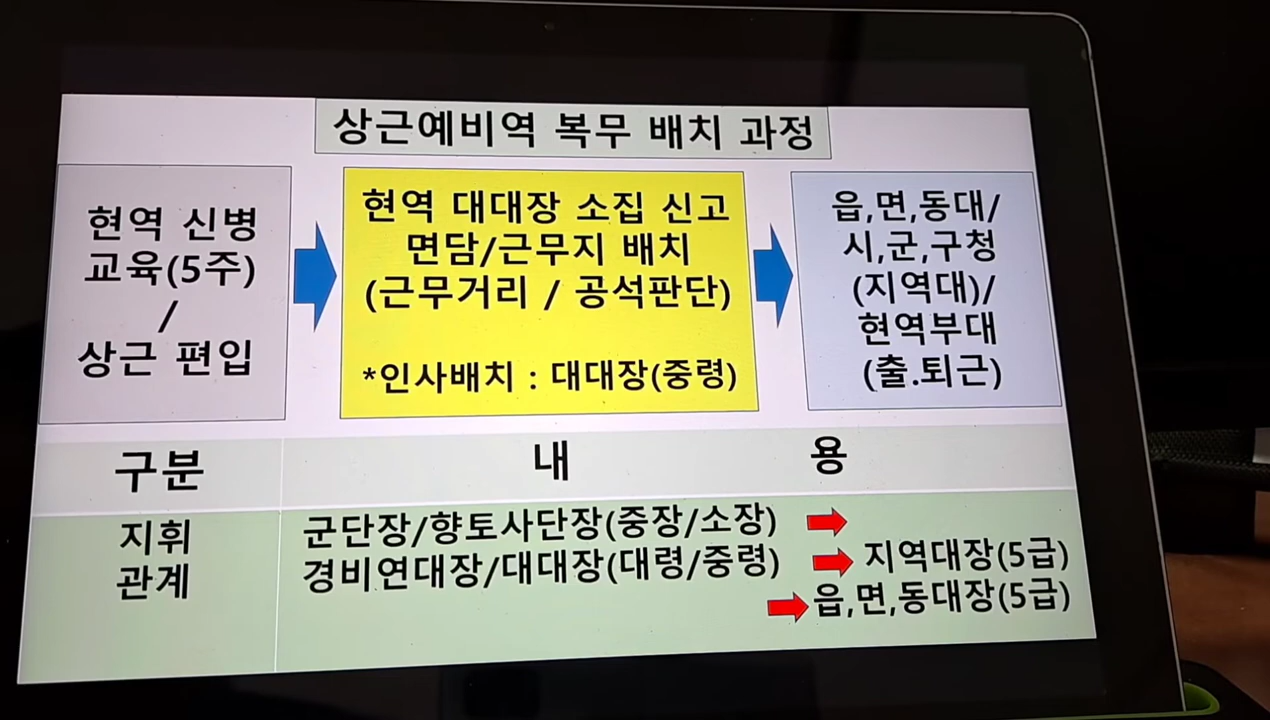 상근예비역 복무 배치 과정
현역 신병
교육(5주)
/
상근 편입
현역 대대장 소집 신고
면담/근무지 배치
(근무거리 / 공석판단)
*인사배치 : 대대장(중령)
읍,면,동대/
시,군,구청
(지역대)/
현역부대
(출.퇴근)
구분 내 용
지휘
관계
군단장/향토사단장(중장/소장)
경비연대장/대대장(대령/중령) 지역대장(5급)
읍,면,동대장(5급)